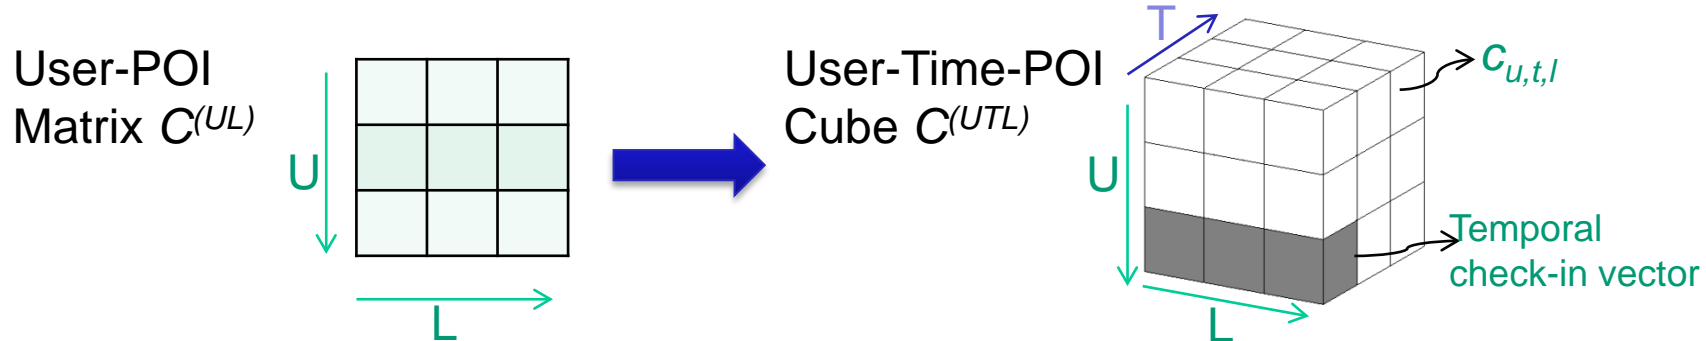 User-POI
Matrix C(UL)
U
L
User-Time-POI
Cube C(UTL)
T
U
L
cu,t,l
Temporal
check-in vector